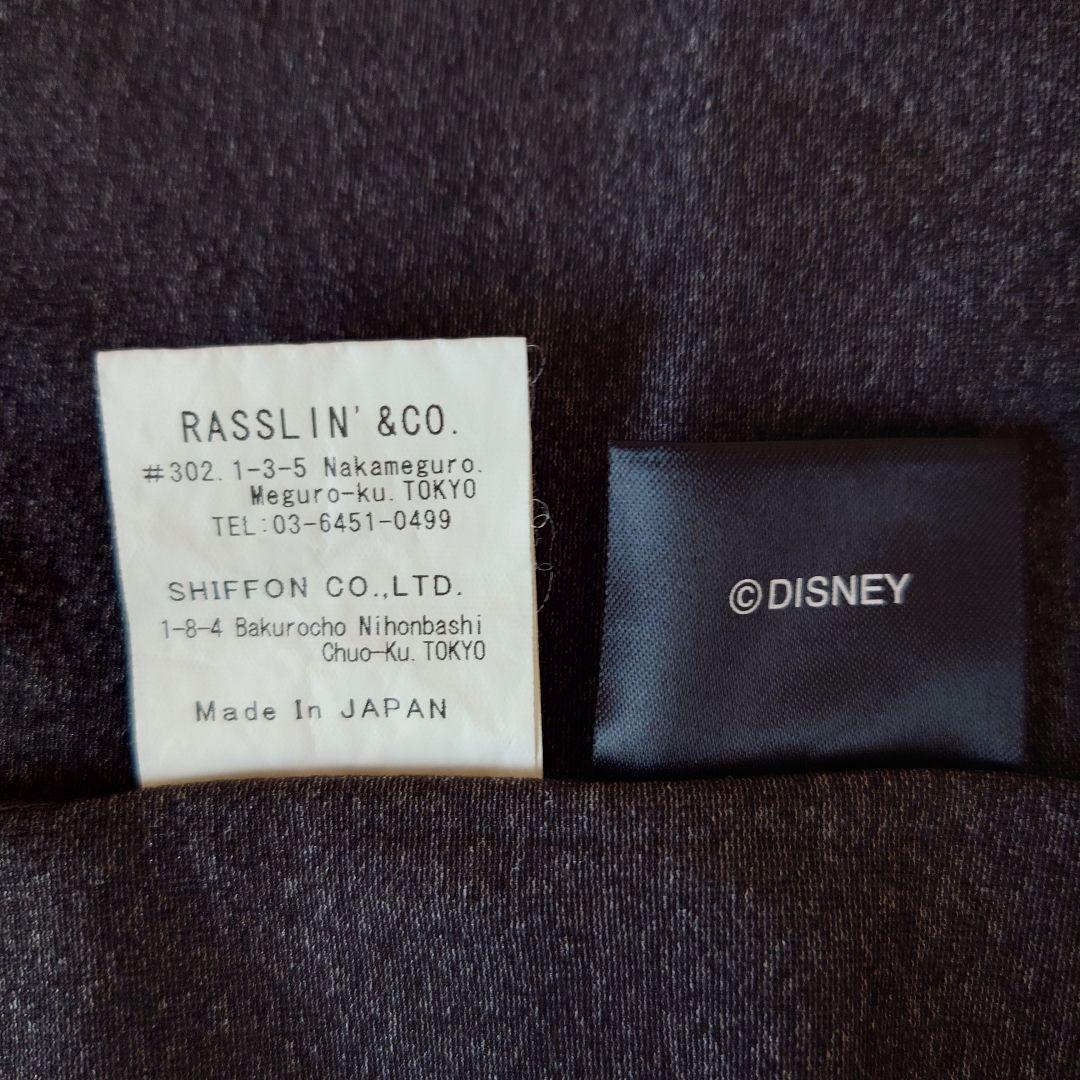 RASSLIN' &CO.
#302. 1-3-5 Nakameguro.
Meguro-ku. TOKYO
TEL:03-6451-0499
SHIFFON CO.,LTD.
1-8-4 Bakurocho Nihonbashi
Chuo-Ku. TOKYO
Made In JAPAN
©DISNEY